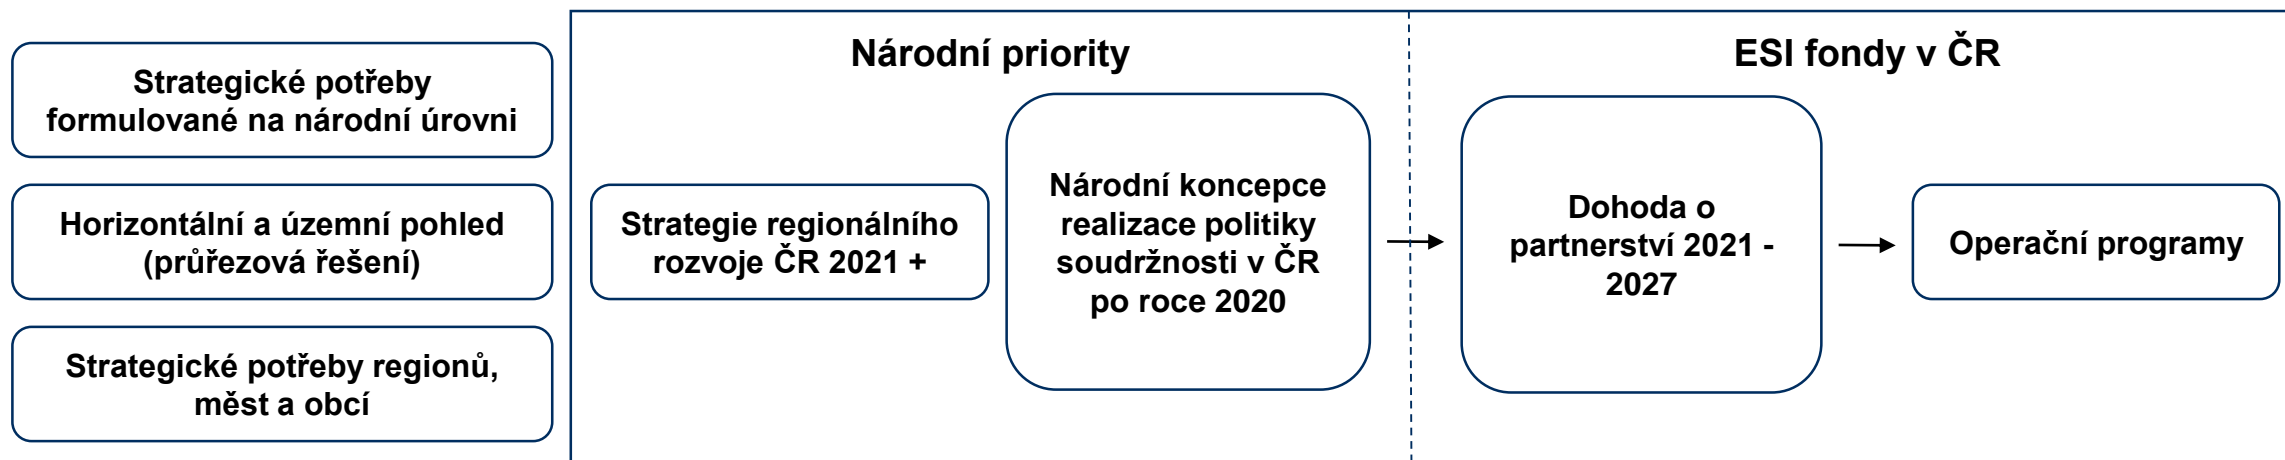 Strategické potřeby
formulované na národní úrovni
Horizontální a územní pohled
(průřezová řešení)
Strategické potřeby regionů,
měst a obcí
Národní priority
Strategie regionálního
rozvoje ČR 2021 +
Národní koncepce
realizace politiky
soudržnosti v ČR
po roce 2020
ESI fondy v ČR
Dohoda o
partnerství 2021 -
2027
Operační programy